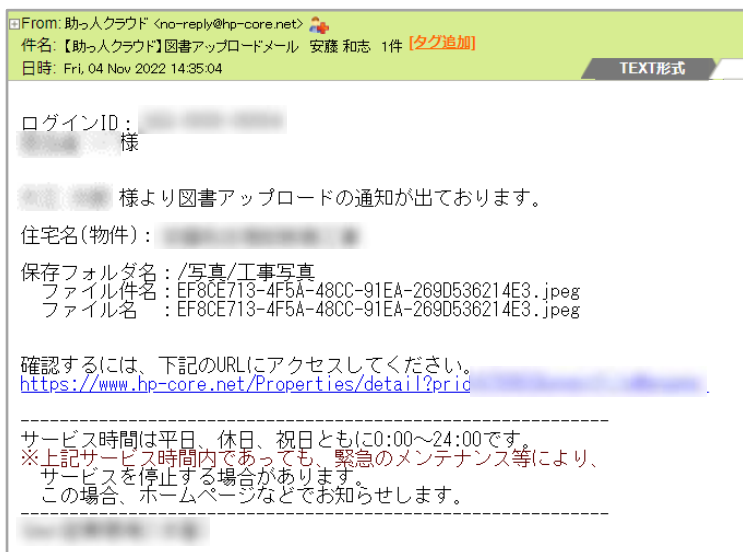 From: 助っ人クラウド <no-reply@hp-core.net>
件名: 【助っ人クラウド】図書アップロードメール 安藤 和志 1件 [タグ追加]
日時: Fri, 04 Nov 2022 14:35:04
TEXT形式
ログインID:
様
様より図書アップロードの通知が出ております。
住宅名(物件):
保存フォルダ名:/写真/工事写真
ファイル件名:EF8CE713-4F5A-48CC-91EA-269D536214E3.jpeg
ファイル名 :EF8CE713-4F5A-48CC-91EA-269D536214E3.jpeg
確認するには、下記のURLにアクセスしてください。
https://www.hp-core.net/Properties/detail?prid
------------------------------------------------------------
サービス時間は平日、休日、祝日ともに0:00～24:00です。
※上記サービス時間内であっても、緊急のメンテナンス等により、
サービスを停止する場合があります。
この場合、ホームページなどでお知らせします。
------------------------------------------------------------